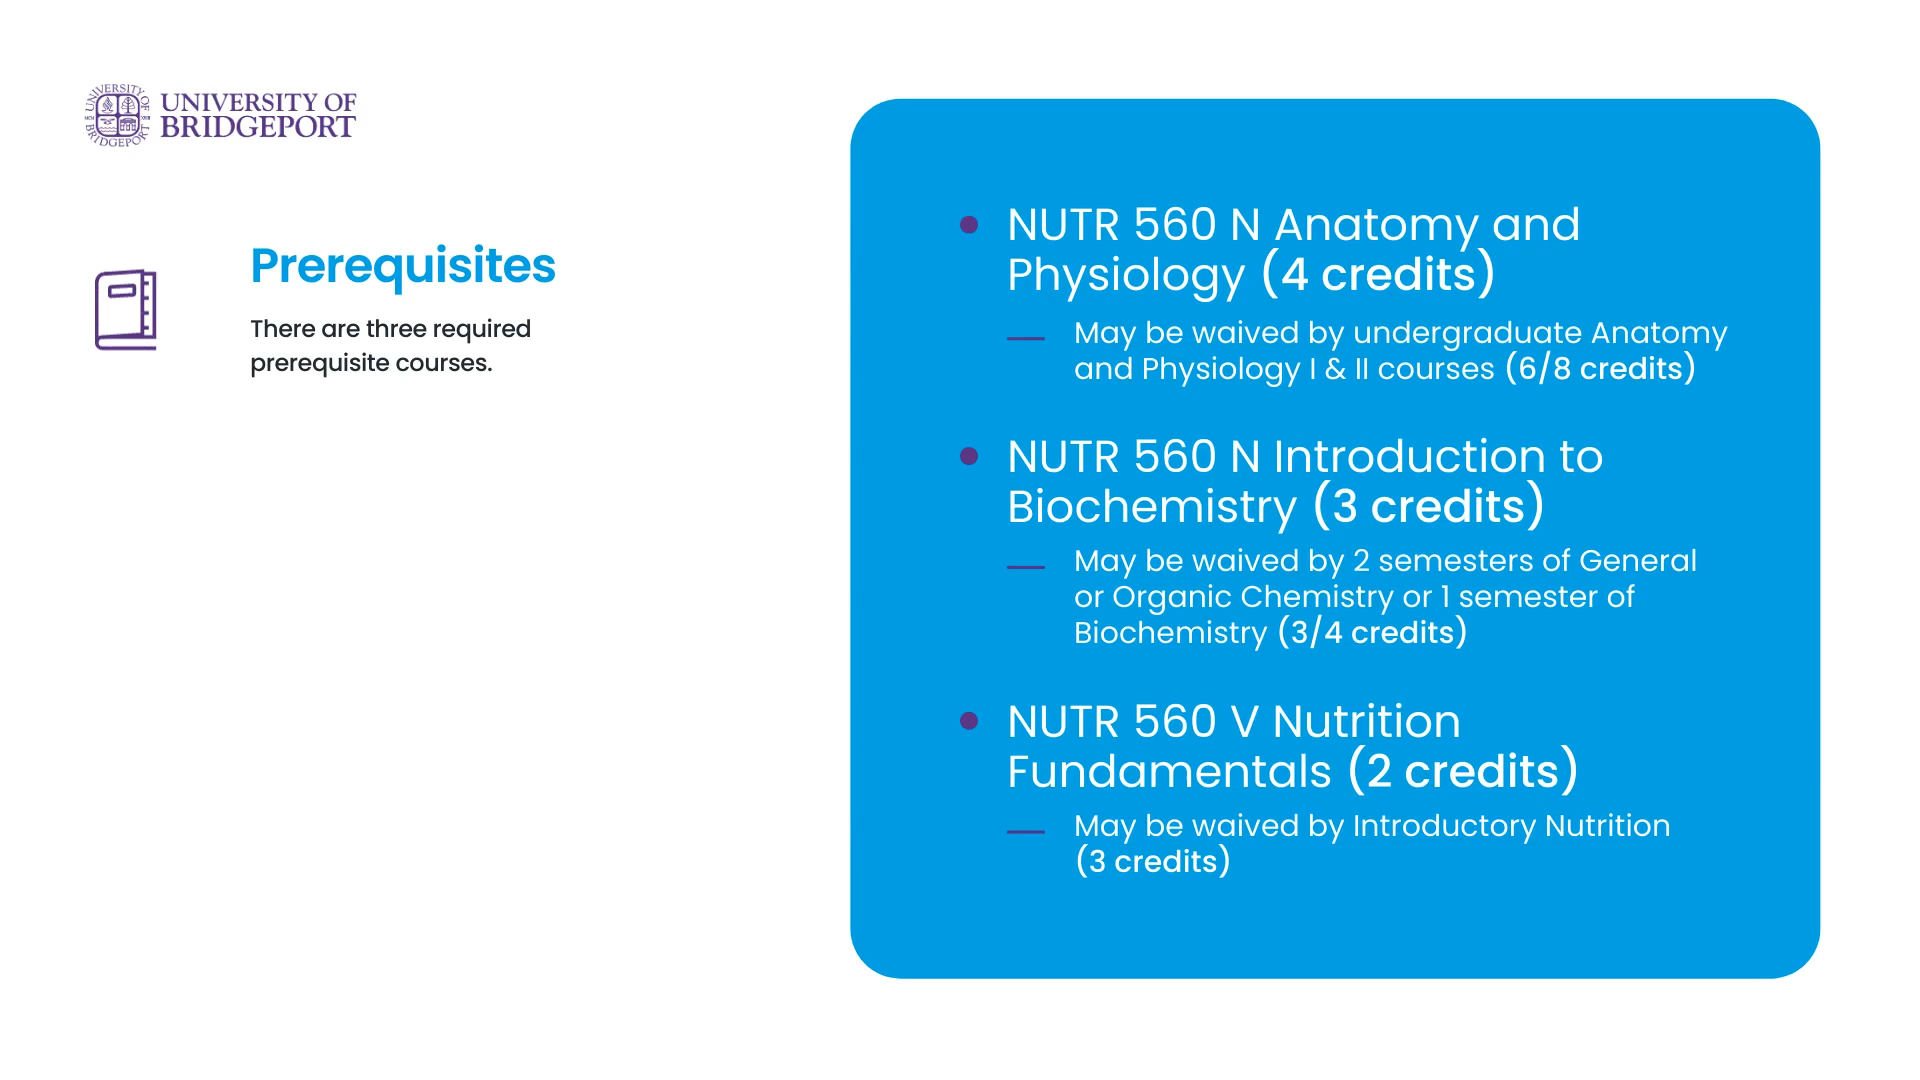 UNIVERSITY OF
BRIDGEPORT
UNIVERSITY OF BRIDGEPORT
Prerequisites
There are three required
prerequisite courses.
NUTR 560 N Anatomy and
Physiology (4 credits)
May be waived by undergraduate Anatomy
and Physiology I & II courses (6/8 credits)
NUTR 560 N Introduction to
Biochemistry (3 credits)
May be waived by 2 semesters of General
or Organic Chemistry or 1 semester of
Biochemistry (3/4 credits)
NUTR 560 V Nutrition
Fundamentals (2 credits)
May be waived by Introductory Nutrition
(3 credits)